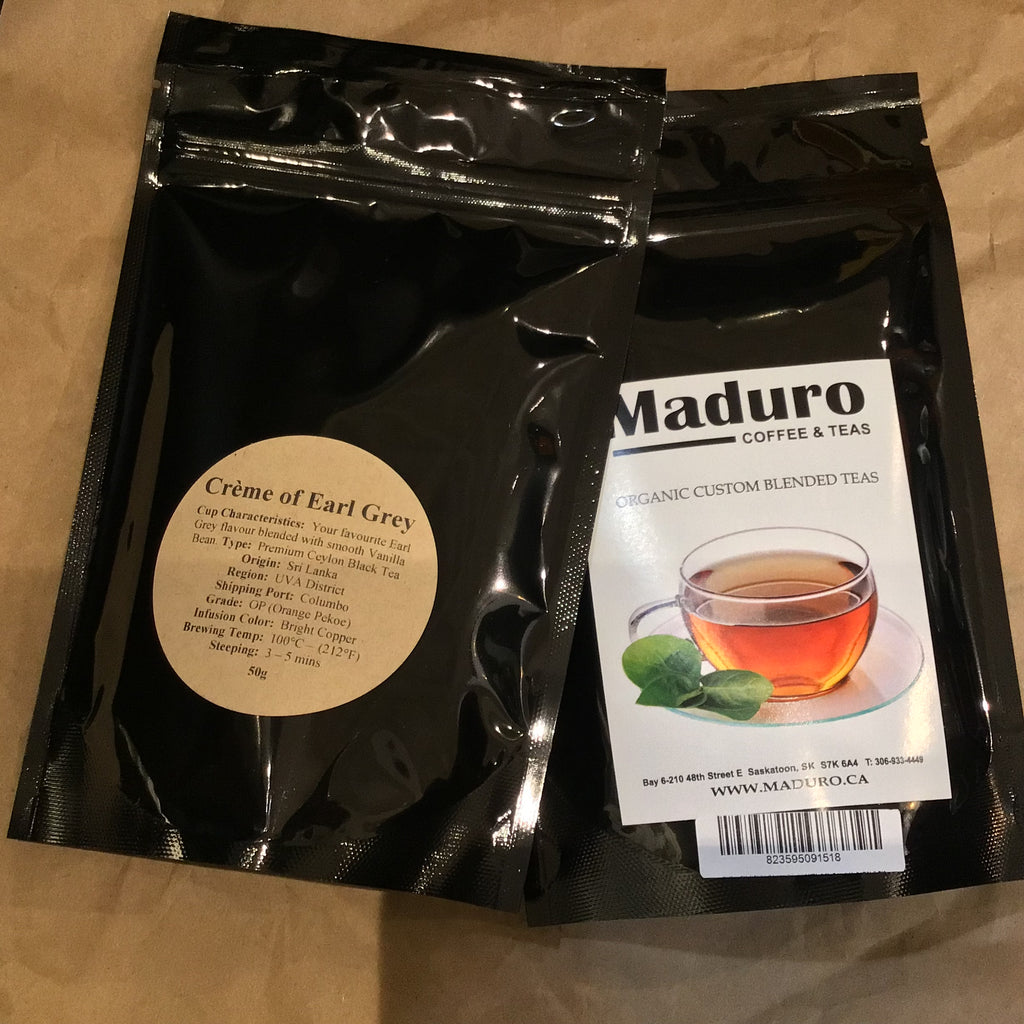 Crème of Earl Grey
Cup Characteristics: Your favourite Earl
Grey flavour blended with smooth Vanilla
Bean. Type: Premium Ceylon Black Tea
Origin: Sri Lanka
Region: UVA District
Shipping Port: Columbo
Grade: OP (Orange Pekoe)
Infusion Color: Bright Copper
Brewing Temp: 100°C – (212°F)
Steeping: 3 – 5 mins
50g
Maduro
COFFEE & TEAS
ORGANIC CUSTOM BLENDED TEAS
Bay 6-210 48th Street E Saskatoon, SK S7K 6A4 T: 306-933-4449
WWW.MADURO.CA
823595091518